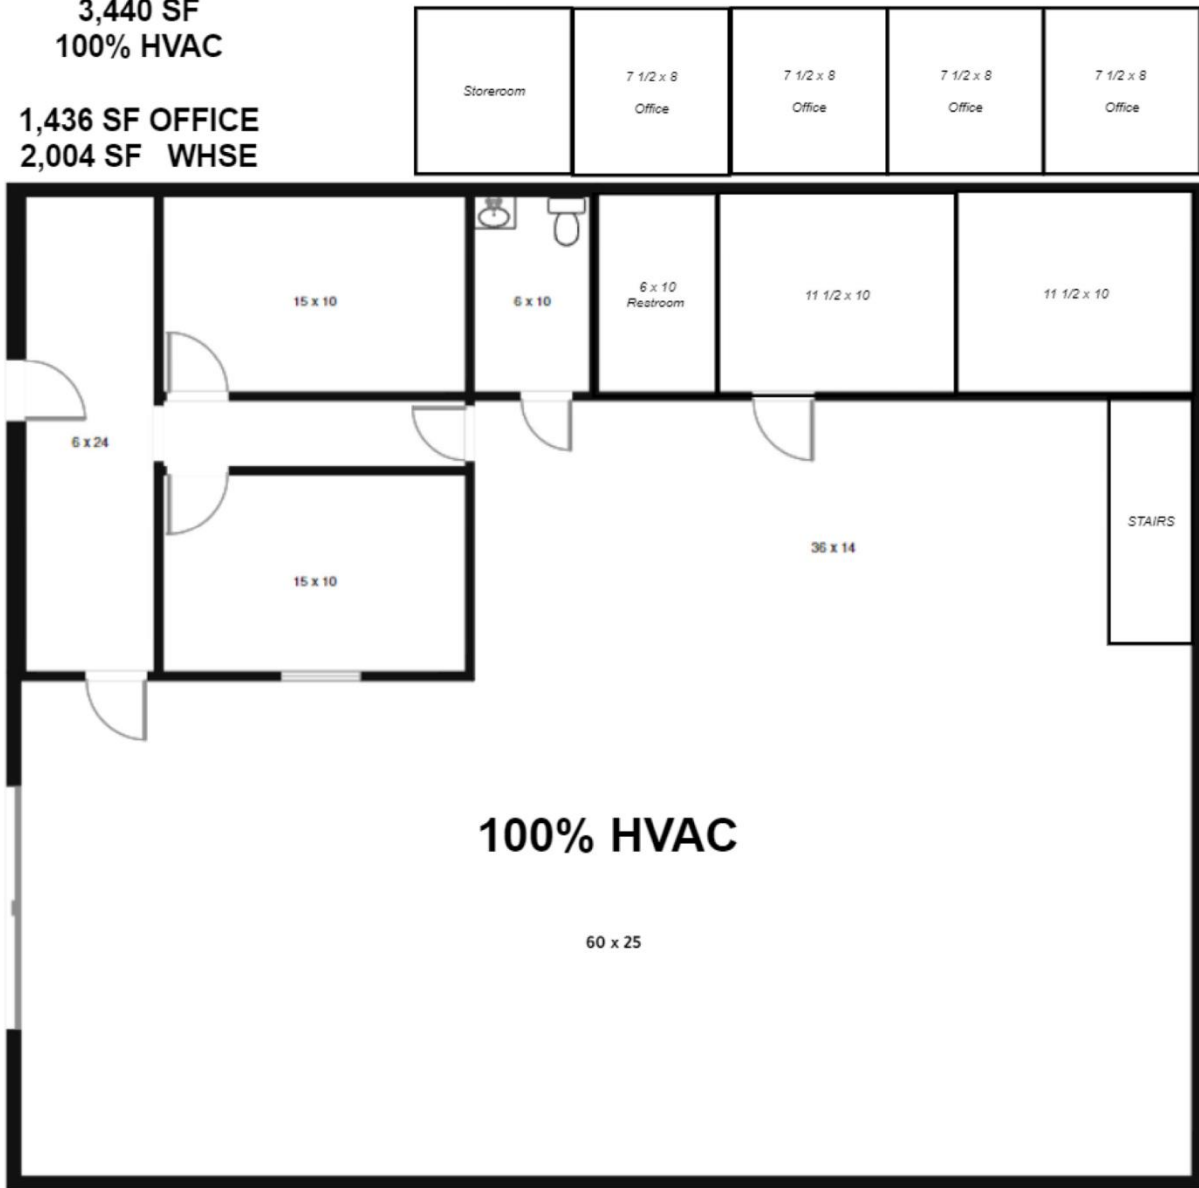 3,440 SF
100% HVAC
1,436 SF OFFICE
2,004 SF WHSE
Storeroom
7 1/2 x 8
Office
7 1/2 x 8
Office
7 1/2 x 8
Office
7 1/2 x 8
Office
15 x 10
6 x 10
6 x 10
Restroom
11 1/2 x 10
11 1/2 x 10
6 x 24
STAIRS
36 x 14
15 x 10
100% HVAC
60 x 25